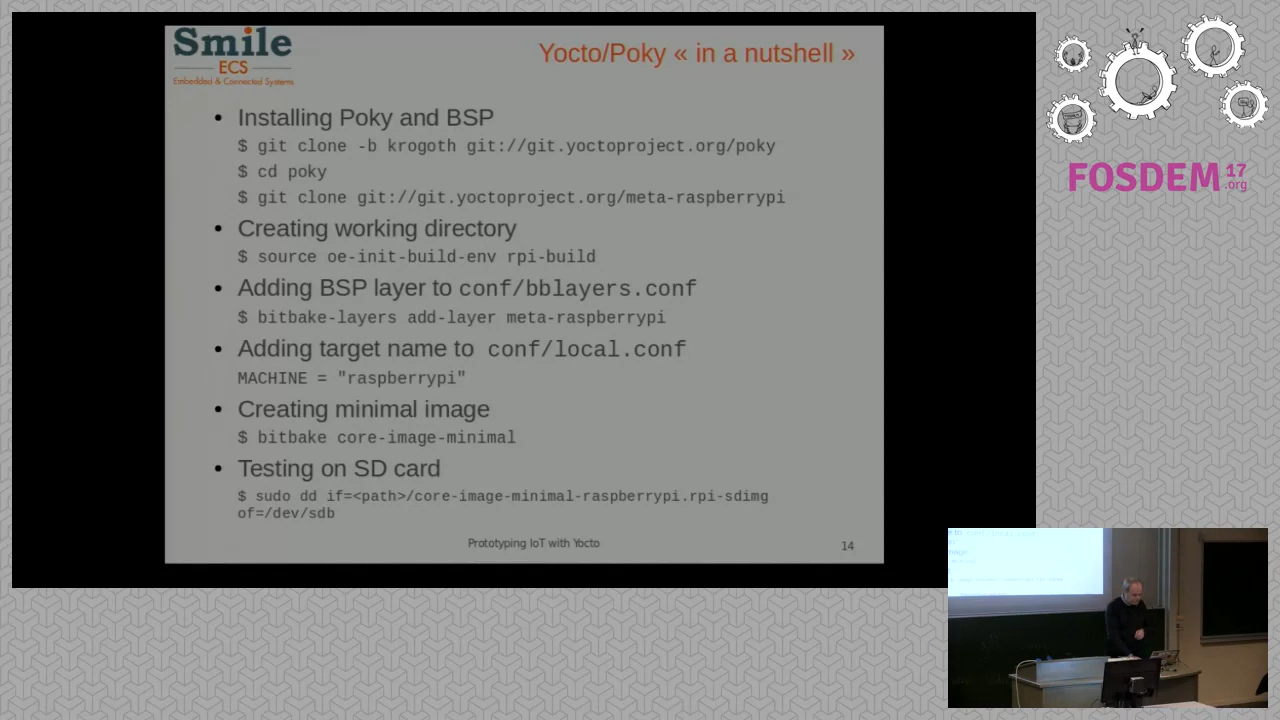 Smile
ECS
Embedded & Connected Systems
Yocto/Poky « in a nutshell »
• Installing Poky and BSP
$ git clone -b krogoth git://git.yoctoproject.org/poky
$ cd poky
$ git clone git://git.yoctoproject.org/meta-raspberrypi
• Creating working directory
$ source oe-init-build-env rpi-build
• Adding BSP layer to conf/bblayers.conf
$ bitbake-layers add-layer meta-raspberrypi
• Adding target name to conf/local.conf
MACHINE = "raspberrypi"
• Creating minimal image
$ bitbake core-image-minimal
• Testing on SD card
$ sudo dd if=<path>/core-image-minimal-raspberrypi.rpi-sdimg
of=/dev/sdb
Prototyping IoT with Yocto
14
FOSDEM 17
.org